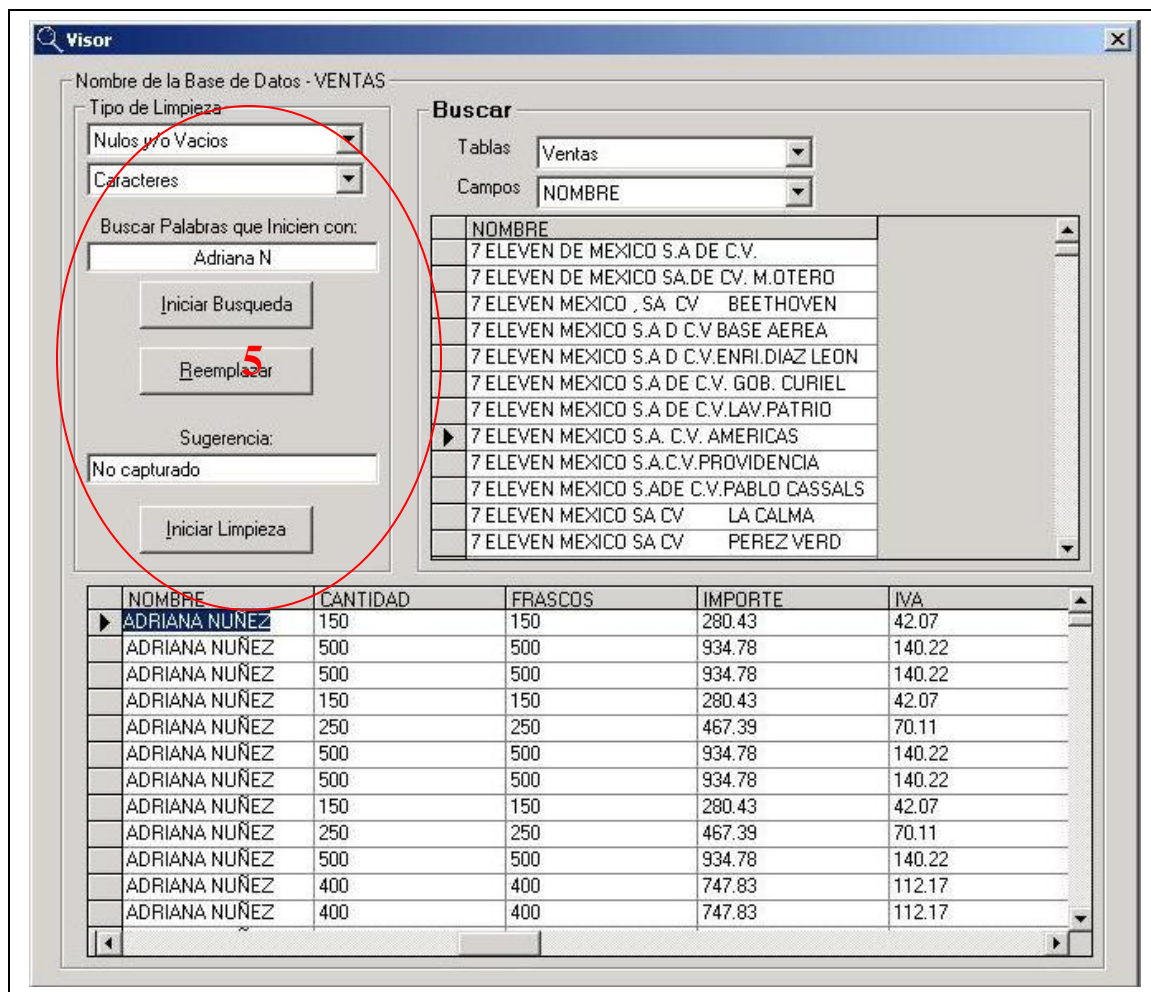 Visor
Nombre de la Base de Datos - VENTAS
Tipo de Limpieza
Nulos y/o Vacios
Caracteres
Buscar Palabras que Inicien con:
Adriana N
Iniciar Busqueda
Reemplazar
5
Sugerencia:
No capturado
Iniciar Limpieza
Buscar
Tablas Ventas
Campos NOMBRE
NOMBRE
7 ELEVEN DE MEXICO S.A DE C.V.
7 ELEVEN DE MEXICO SA.DE CV. M.OTERO
7 ELEVEN MEXICO , SA CV BEETHOVEN
7 ELEVEN MEXICO S.A D C.V BASE AEREA
7 ELEVEN MEXICO S.A D C.V.ENRI.DIAZ LEON
7 ELEVEN MEXICO S.A DE C.V. GOB. CURIEL
7 ELEVEN MEXICO S.A DE C.V.LAV.PATRIO
7 ELEVEN MEXICO S.A. C.V. AMERICAS
7 ELEVEN MEXICO S.A.C.V.PROVIDENCIA
7 ELEVEN MEXICO S.ADE C.V.PABLO CASSALS
7 ELEVEN MEXICO SA CV LA CALMA
7 ELEVEN MEXICO SA CV PEREZ VERD
NOMBRE CANTIDAD FRASCOS IMPORTE IVA
ADRIANA NUÑEZ 150 150 280.43 42.07
ADRIANA NUÑEZ 500 500 934.78 140.22
ADRIANA NUÑEZ 500 500 934.78 140.22
ADRIANA NUÑEZ 150 150 280.43 42.07
ADRIANA NUÑEZ 250 250 467.39 70.11
ADRIANA NUÑEZ 500 500 934.78 140.22
ADRIANA NUÑEZ 500 500 934.78 140.22
ADRIANA NUÑEZ 150 150 280.43 42.07
ADRIANA NUÑEZ 250 250 467.39 70.11
ADRIANA NUÑEZ 500 500 934.78 140.22
ADRIANA NUÑEZ 400 400 747.83 112.17
ADRIANA NUÑEZ 400 400 747.83 112.17